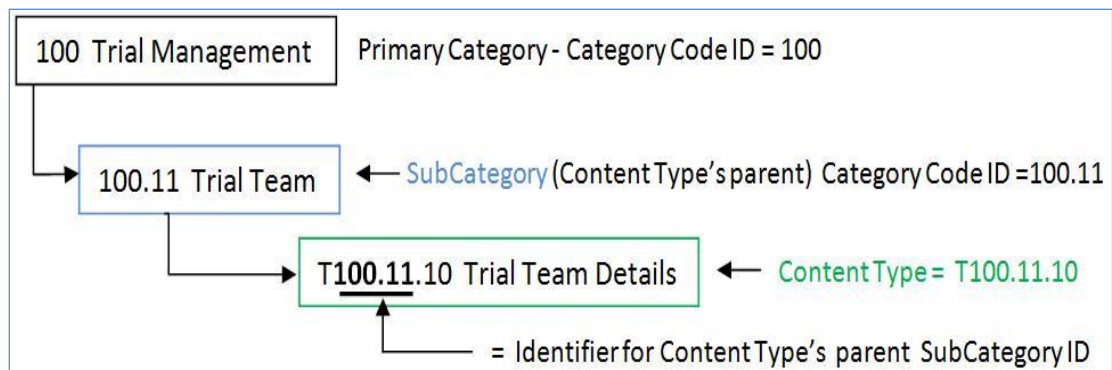 100 Trial Management Primary Category - Category Code ID = 100
100.11 Trial Team SubCategory (Content Type's parent) Category Code ID =100.11
T100.11.10 Trial Team Details Content Type = T100.11.10
= Identifier for Content Type's parent SubCategory ID